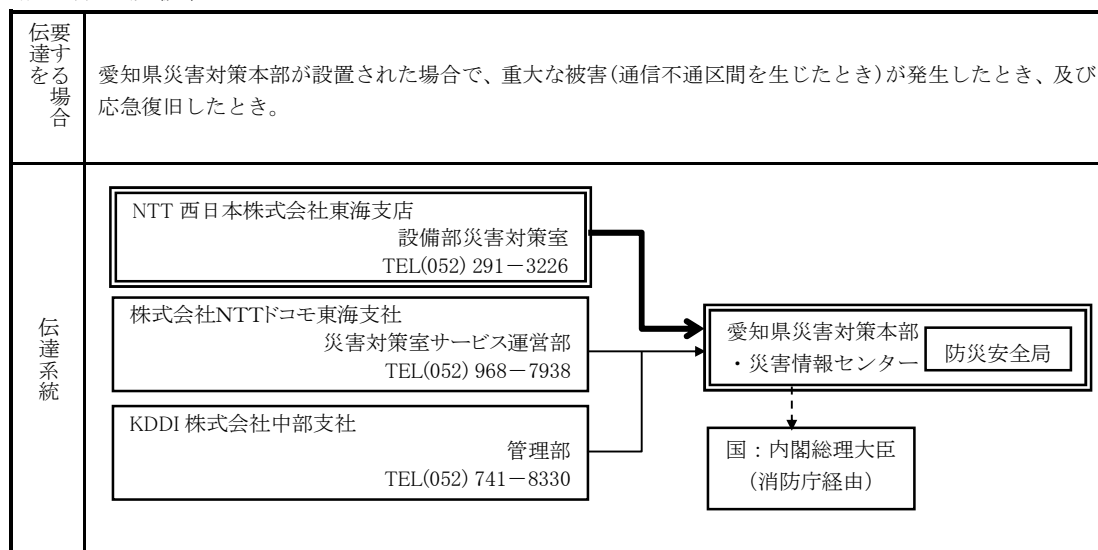 伝達を
要する場合
愛知県災害対策本部が設置された場合で、重大な被害(通信不通区間を生じたとき)が発生したとき、及び
応急復旧したとき。
伝達系統
NTT 西日本株式会社東海支店
設備部災害対策室
TEL(052) 291－3226
株式会社NTTドコモ東海支社
災害対策室サービス運営部
TEL(052) 968－7938
KDDI 株式会社中部支社
管理部
TEL(052) 741－8330
愛知県災害対策本部
・災害情報センター
防災安全局
国：内閣総理大臣
（消防庁経由）